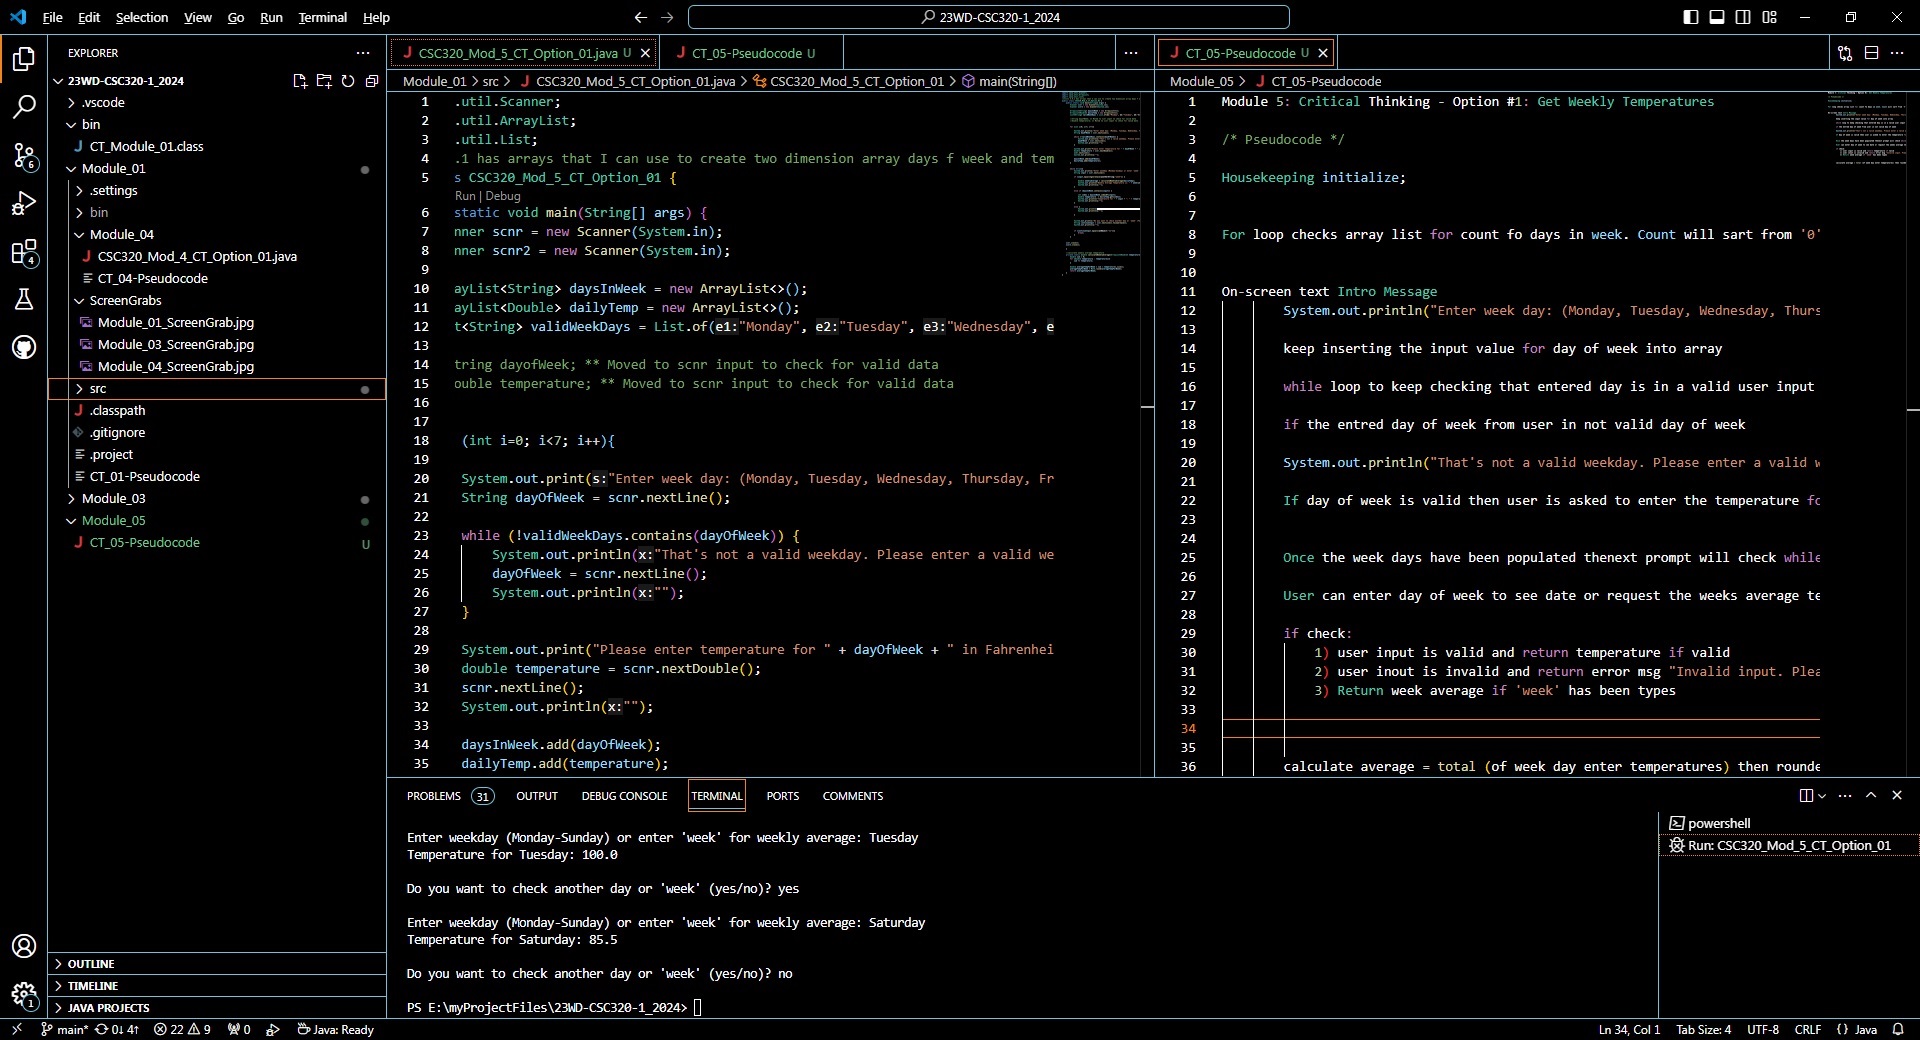 File Edit Selection View Go Run Terminal Help
23WD-CSC320-1_2024
EXPLORER
23WD-CSC320-1_2024
.vscode
bin
CT_Module_01.class
Module_01
.settings
bin
Module_04
CSC320_Mod_4_CT_Option_01.java
CT_04-Pseudocode
ScreenGrabs
Module_01_ScreenGrab.jpg
Module_03_ScreenGrab.jpg
Module_04_ScreenGrab.jpg
src
.classpath
.gitignore
.project
CT_01-Pseudocode
Module_03
Module_05
CT_05-Pseudocode U
OUTLINE
TIMELINE
JAVA PROJECTS
6
4
1
CSC320_Mod_5_CT_Option_01.java U
CT_05-Pseudocode U
Module_01 > src > CSC320_Mod_5_CT_Option_01.java > CSC320_Mod_5_CT_Option_01 > main(String[])
1 .util.Scanner;
2 .util.ArrayList;
3 .util.List;
4 .1 has arrays that I can use to create two dimension array days f week and tem
5 s CSC320_Mod_5_CT_Option_01 {
Run | Debug
6 static void main(String[] args) {
7 nner scnr = new Scanner(System.in);
8 nner scnr2 = new Scanner(System.in);
9
10 ayList<String> daysInWeek = new ArrayList<>();
11 ayList<Double> dailyTemp = new ArrayList<>();
12 t<String> validWeekDays = List.of(e1:"Monday", e2:"Tuesday", e3:"Wednesday", e
13
14 tring dayofWeek; ** Moved to scnr input to check for valid data
15 ouble temperature; ** Moved to scnr input to check for valid data
16
17
18 (int i=0; i<7; i++){
19
20 System.out.print(s:"Enter week day: (Monday, Tuesday, Wednesday, Thursday, Fr
21 String dayOfWeek = scnr.nextLine();
22
23 while (!validWeekDays.contains(dayOfWeek)) {
24 System.out.println(x:"That's not a valid weekday. Please enter a valid we
25 dayOfWeek = scnr.nextLine();
26 System.out.println(x:"");
27 }
28
29 System.out.print("Please enter temperature for " + dayOfWeek + " in Fahrenhei
30 double temperature = scnr.nextDouble();
31 scnr.nextLine();
32 System.out.println(x:"");
33
34 daysInWeek.add(dayOfWeek);
35 dailyTemp.add(temperature);
CT_05-Pseudocode U
Module_05 > CT_05-Pseudocode
1 Module 5: Critical Thinking - Option #1: Get Weekly Temperatures
2
3 /* Pseudocode */
4
5 Housekeeping initialize;
6
7
8 For loop checks array list for count fo days in week. Count will sart from '0'
9
10
11 On-screen text Intro Message
12 System.out.println("Enter week day: (Monday, Tuesday, Wednesday, Thurs
13
14 keep inserting the input value for day of week into array
15
16 while loop to keep checking that entered day is in a valid user input
17
18 if the entred day of week from user in not valid day of week
19
20 System.out.println("That's not a valid weekday. Please enter a valid w
21
22 If day of week is valid then user is asked to enter the temperature fo
23
24
25 Once the week days have been populated thenext prompt will check while
26
27 User can enter day of week to see date or request the weeks average te
28
29 if check:
30 1) user input is valid and return temperature if valid
31 2) user inout is invalid and return error msg "Invalid input. Plea
32 3) Return week average if 'week' has been types
33
34
35
36 calculate average = total (of week day enter temperatures) then rounde
PROBLEMS 31 OUTPUT DEBUG CONSOLE TERMINAL PORTS COMMENTS
Enter weekday (Monday-Sunday) or enter 'week' for weekly average: Tuesday
Temperature for Tuesday: 100.0
Do you want to check another day or 'week' (yes/no)? yes
Enter weekday (Monday-Sunday) or enter 'week' for weekly average: Saturday
Temperature for Saturday: 85.5
Do you want to check another day or 'week' (yes/no)? no
PS E:\myProjectFiles\23WD-CSC320-1_2024>
powershell
Run: CSC320_Mod_5_CT_Option_01
main* 0↓ 4↑ 22 9 0 Java: Ready
Ln 34, Col 1 Tab Size: 4 UTF-8 CRLF {} Java